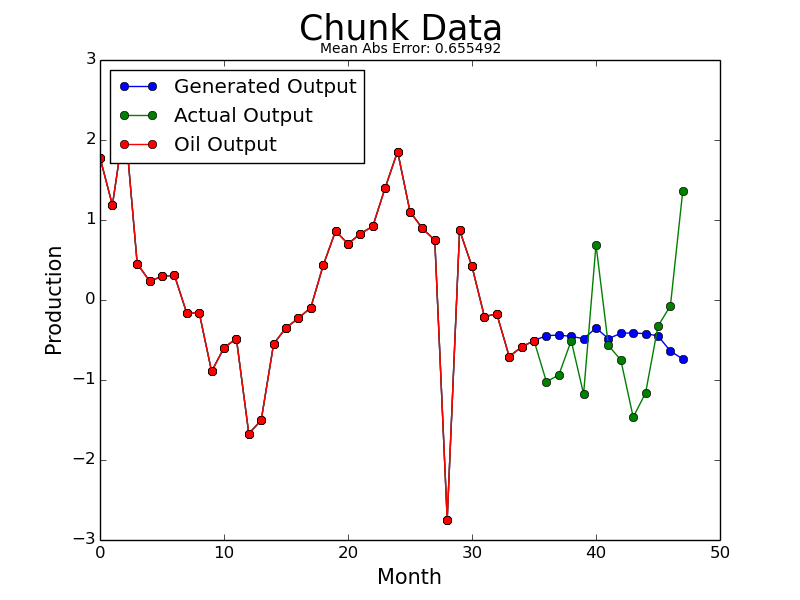 Chunk Data
Mean Abs Error: 0.655492
Generated Output
Actual Output
Oil Output
3
2
1
0
−1
−2
−3
Production
0 10 20 30 40 50
Month